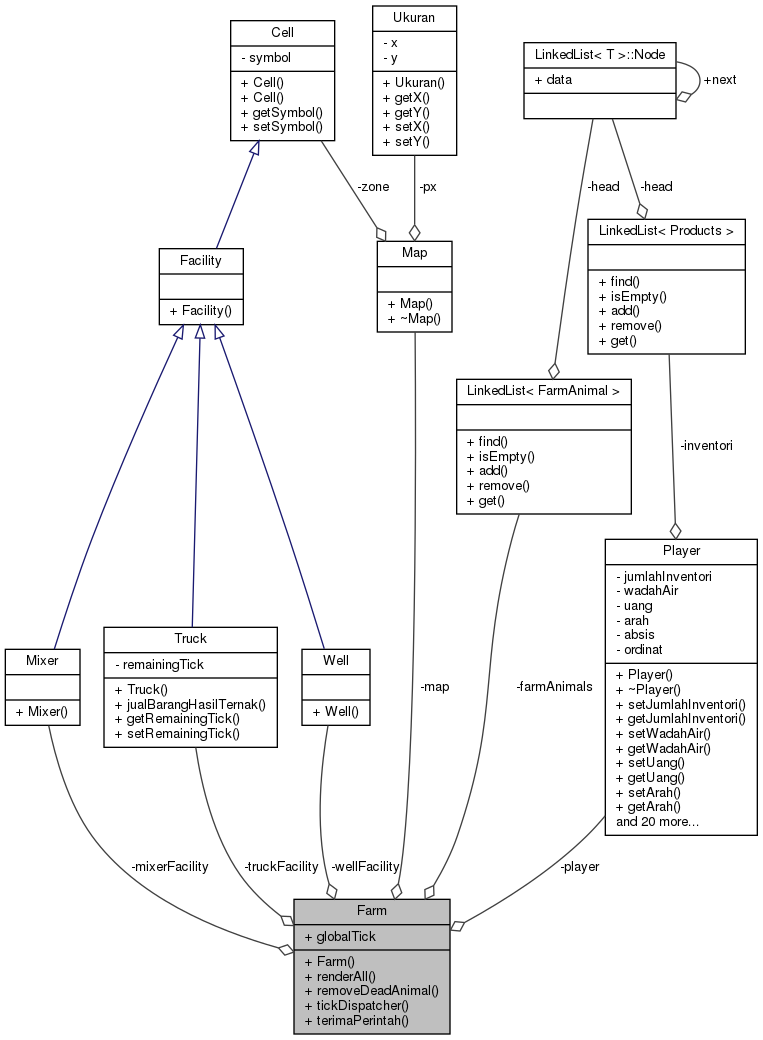 Cell
- symbol
+ Cell()
+ Cell()
+ getSymbol()
+ setSymbol()
Ukuran
- x
- y
+ Ukuran()
+ getX()
+ getY()
+ setX()
+ setY()
LinkedList< T >::Node
+ data
+next
-zone
-px
-head
-head
Facility
+ Facility()
Map
+ Map()
+ ~Map()
LinkedList< Products >
+ find()
+ isEmpty()
+ add()
+ remove()
+ get()
LinkedList< FarmAnimal >
+ find()
+ isEmpty()
+ add()
+ remove()
+ get()
-inventori
Player
- jumlahInventori
- wadahAir
- uang
- arah
- absis
- ordinat
+ Player()
+ ~Player()
+ setJumlahInventori()
+ getJumlahInventori()
+ setWadahAir()
+ getWadahAir()
+ setUang()
+ getUang()
+ setArah()
+ getArah()
and 20 more...
Mixer
+ Mixer()
Truck
- remainingTick
+ Truck()
+ jualBarangHasilTernak()
+ getRemainingTick()
+ setRemainingTick()
Well
+ Well()
-map
-farmAnimals
-mixerFacility
-truckFacility
-wellFacility
-player
Farm
+ globalTick
+ Farm()
+ renderAll()
+ removeDeadAnimal()
+ tickDispatcher()
+ terimaPerintah()